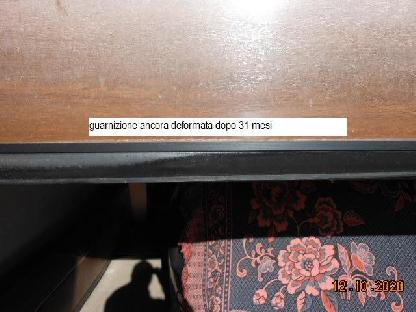 guarnizione ancora deformata dopo 31 mesi
12 10 2020